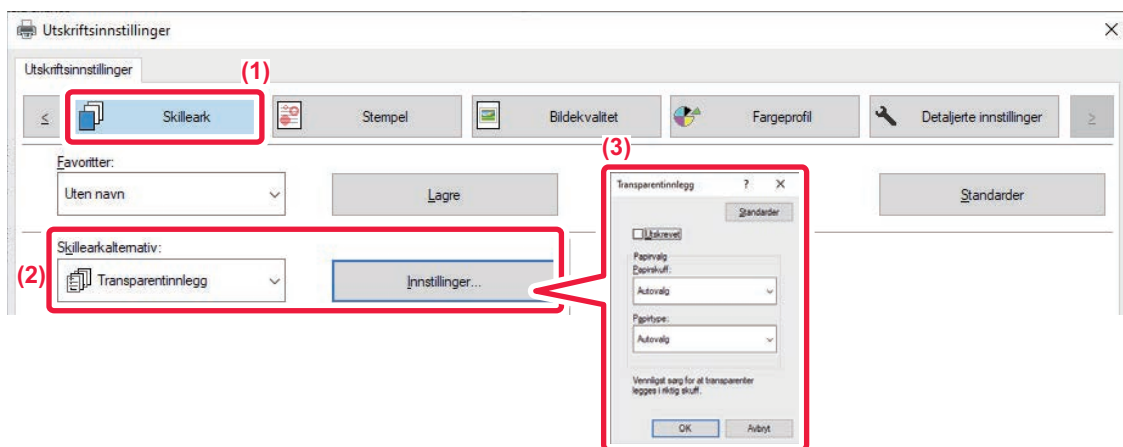 Utskriftsinnstillinger
Utskriftsinnstillinger
(1)
Skilleark
Stempel
Bildekvalitet
Fargeprofil
Detaljerte innstillinger
Favoritter:
Uten navn
Lagre
Standarder
(2)
Skillearkalternativ:
Transparentinnlegg
Innstillinger...
(3)
Transparentinnlegg
?
Standarder
Utskrevet
Papirvalg
Papirskuff:
Autovalg
Papirtype:
Autovalg
Vennligst sørg for at transparenter
legges i riktig skuff.
OK
Avbryt